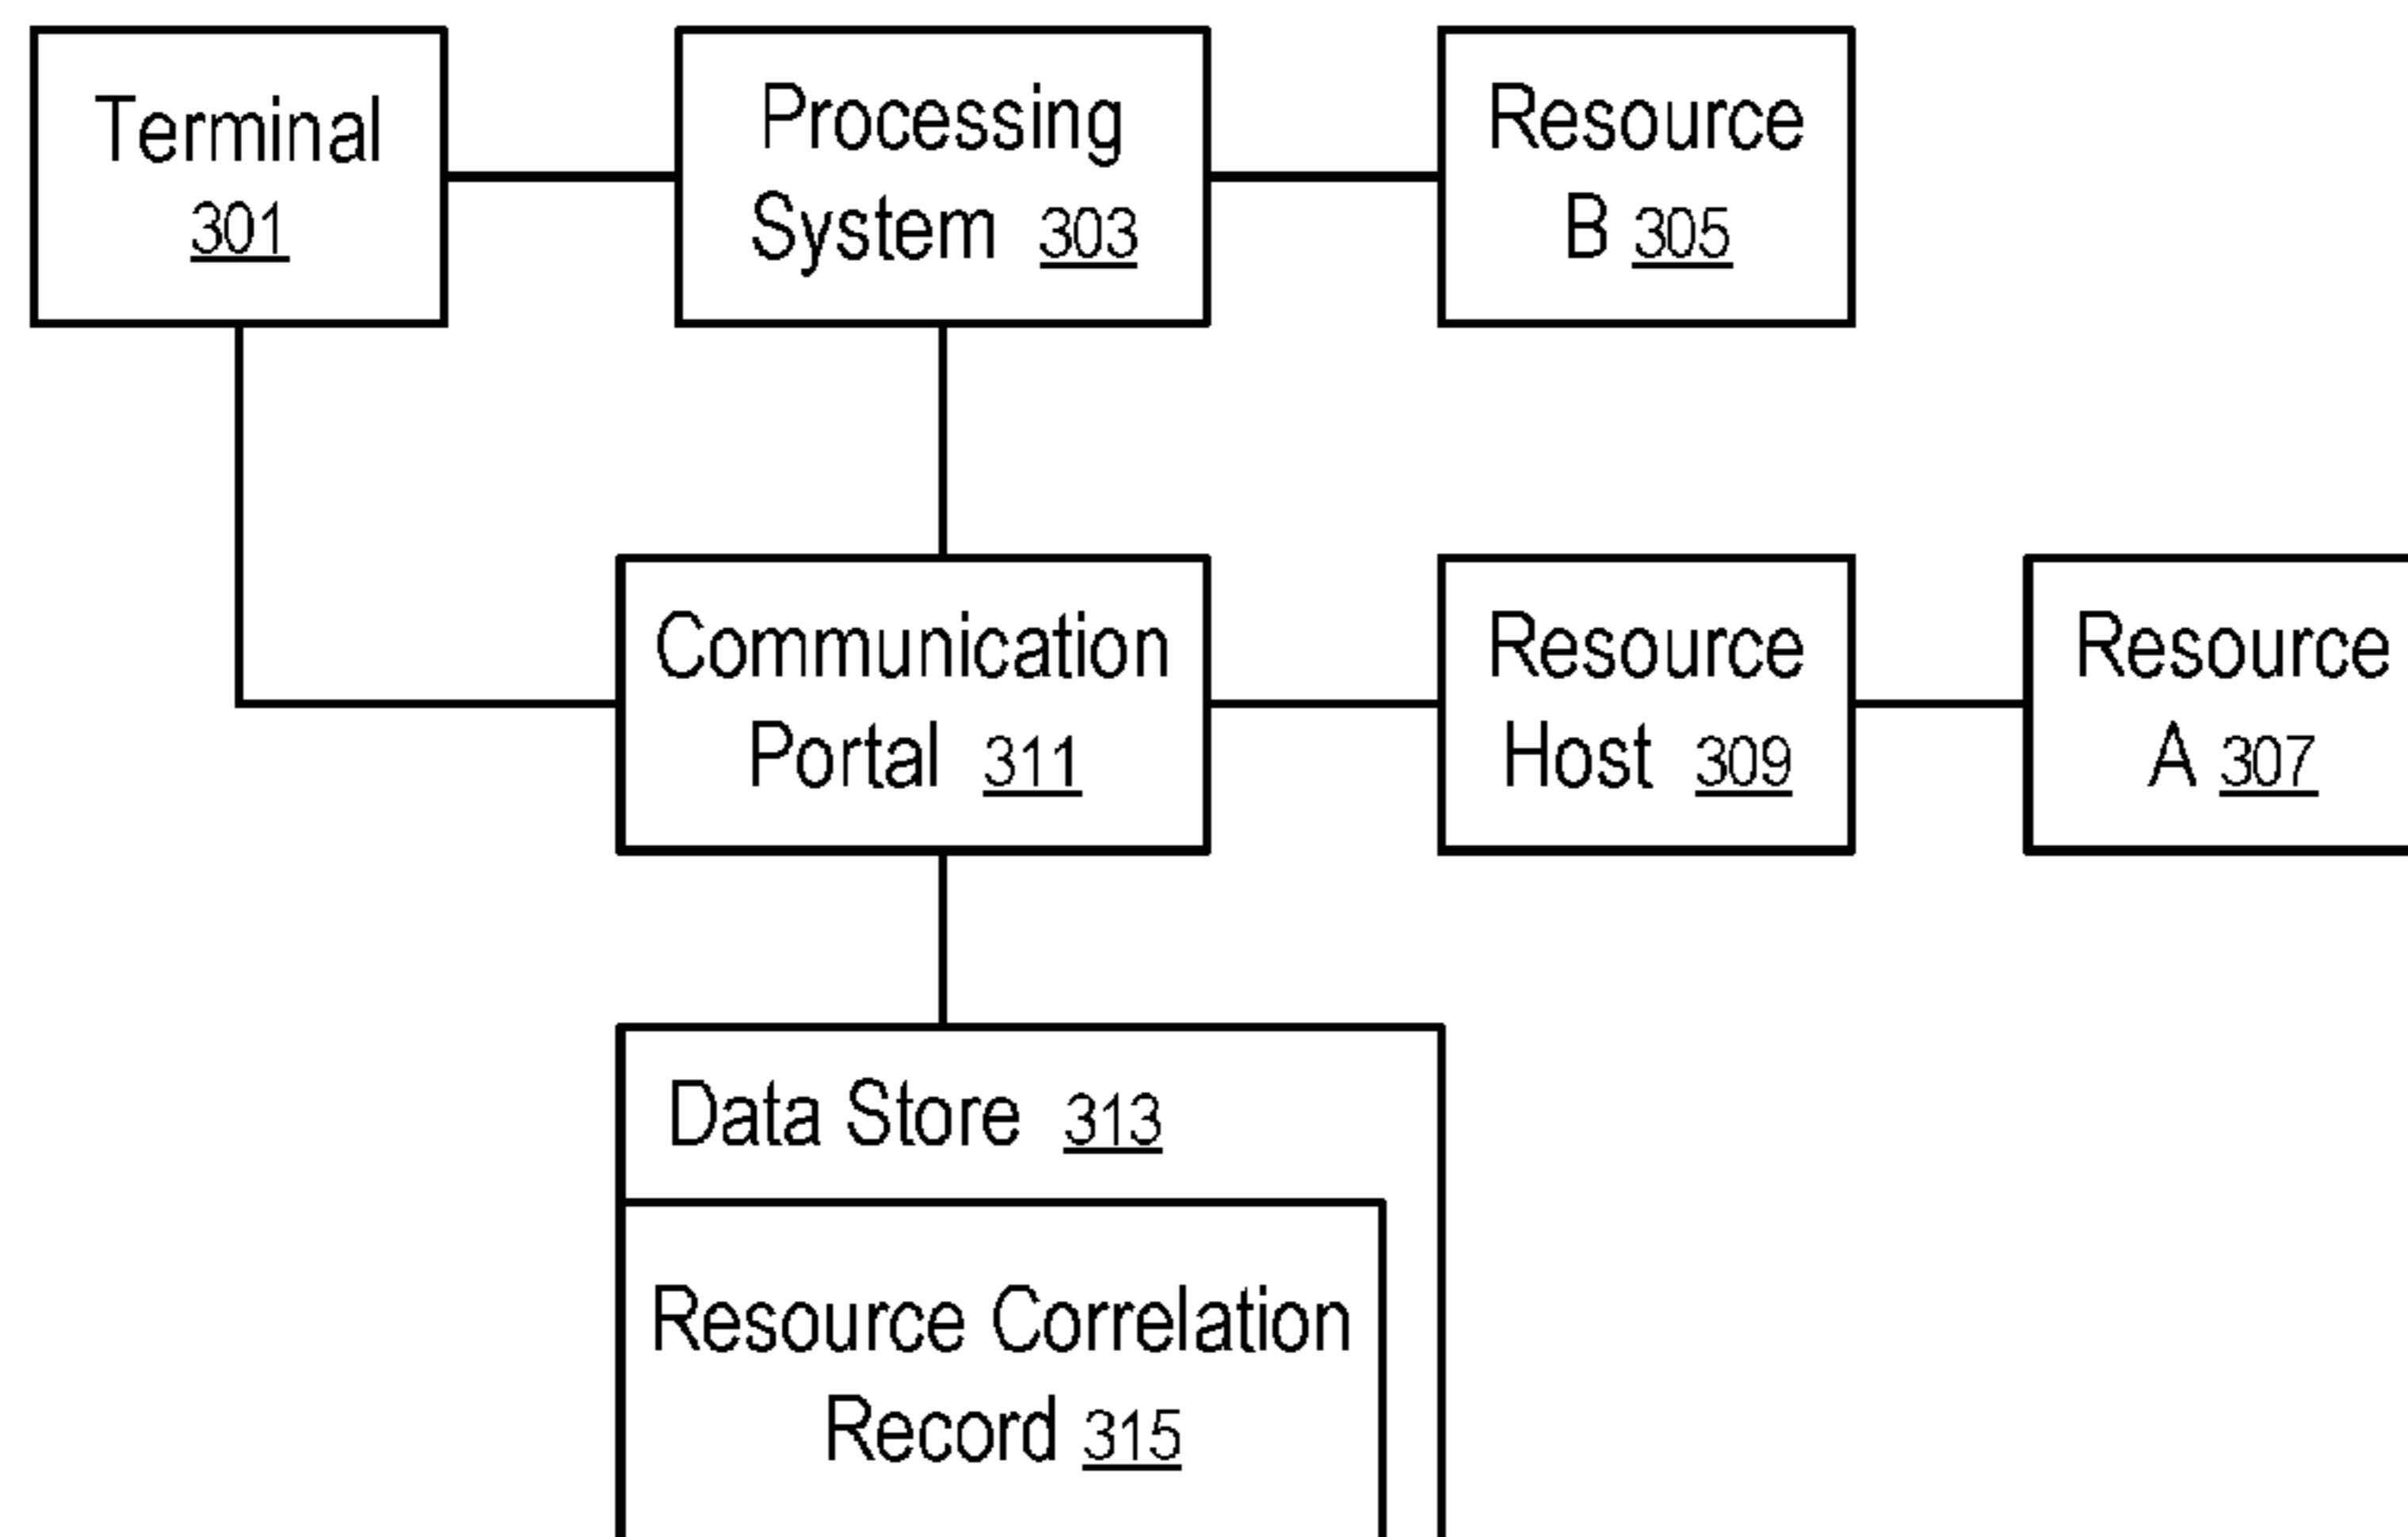 Terminal
301
Processing
System 303
Resource
B 305
Communication
Portal 311
Resource
Host 309
Resource
A 307
Data Store 313
Resource Correlation
Record 315